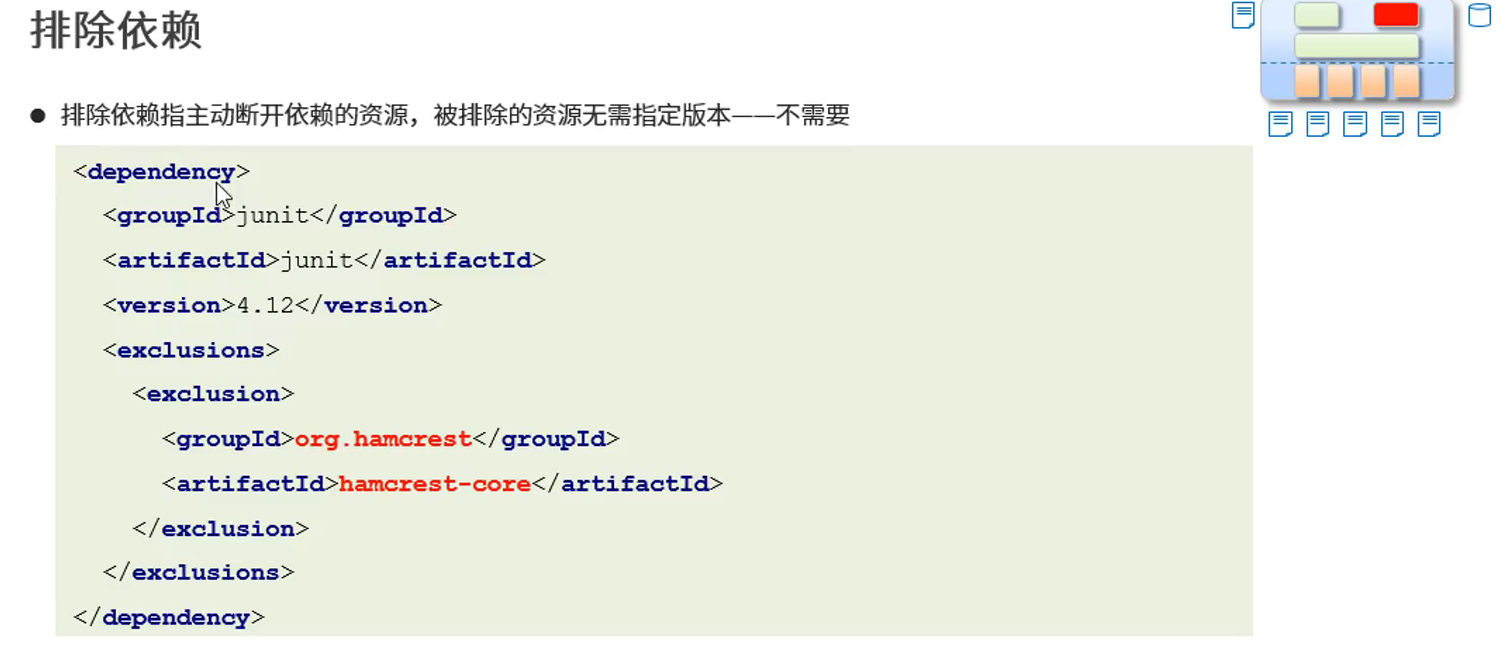 排除依赖
● 排除依赖指主动断开依赖的资源，被排除的资源无需指定版本——不需要
<dependency>
<groupId>junit</groupId>
<artifactId>junit</artifactId>
<version>4.12</version>
<exclusions>
<exclusion>
<groupId>org.hamcrest</groupId>
<artifactId>hamcrest-core</artifactId>
</exclusion>
</exclusions>
</dependency>